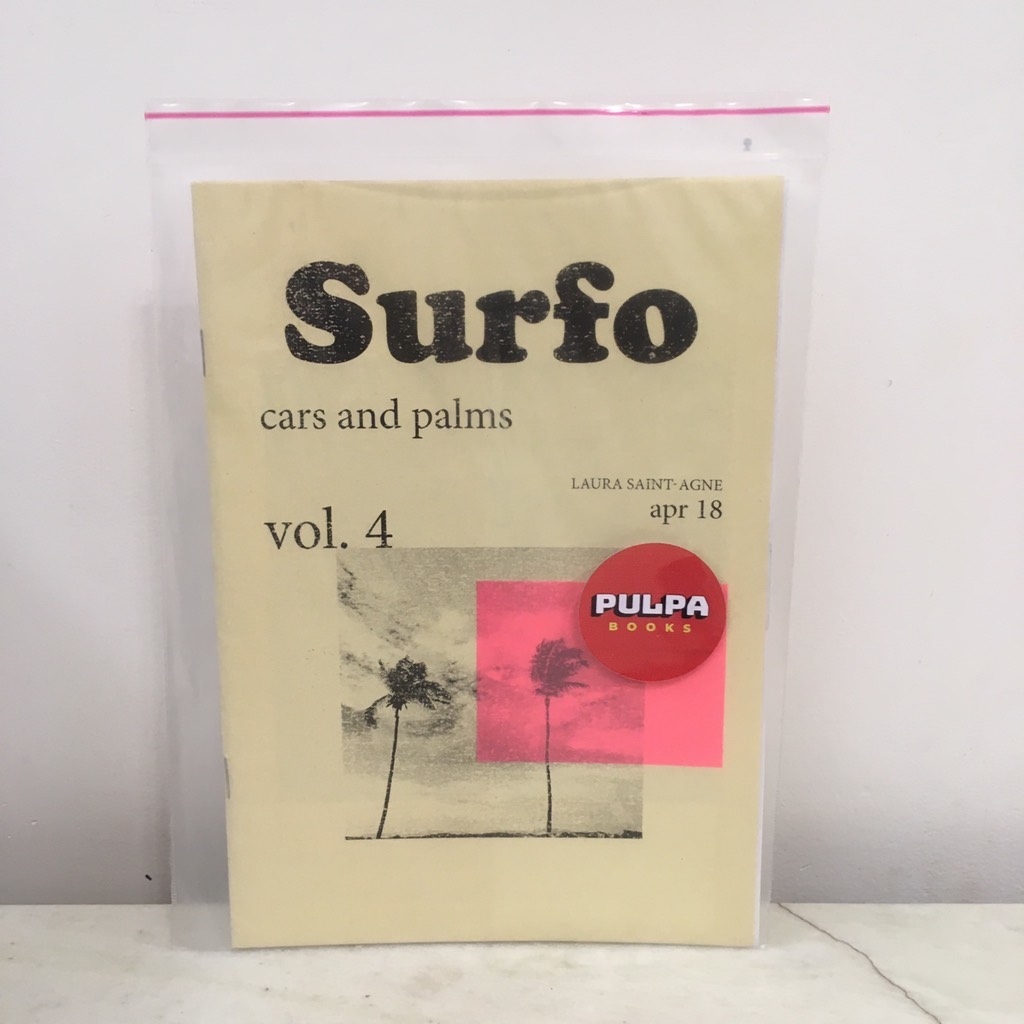 Surfo
cars and palms
LAURA SAINT-AGNE
apr 18
vol. 4
PULPA
BOOKS